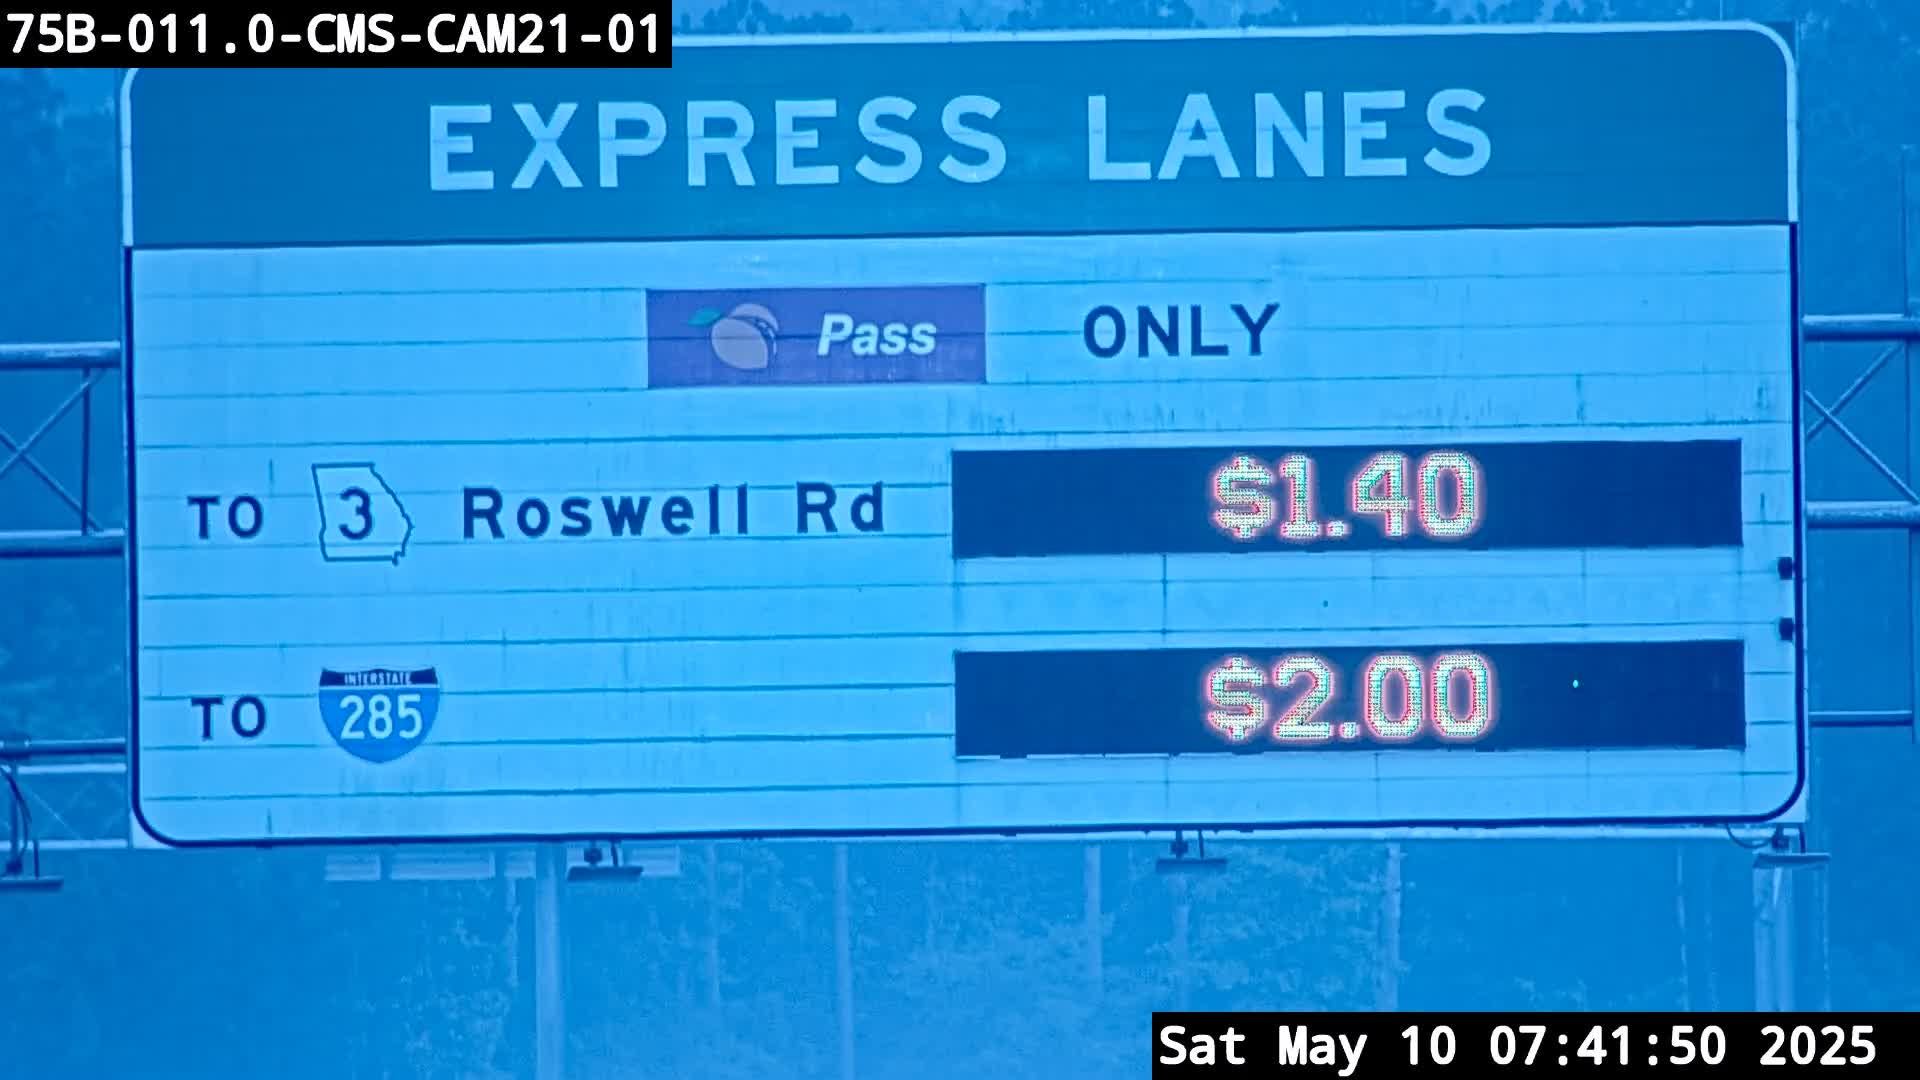 75B-011.0-CMS-CAM21-01
EXPRESS LANES
Pass ONLY
TO 3 Roswell Rd $1.40
INTERSTATE
TO 285 $2.00
Sat May 10 07:41:50 2025